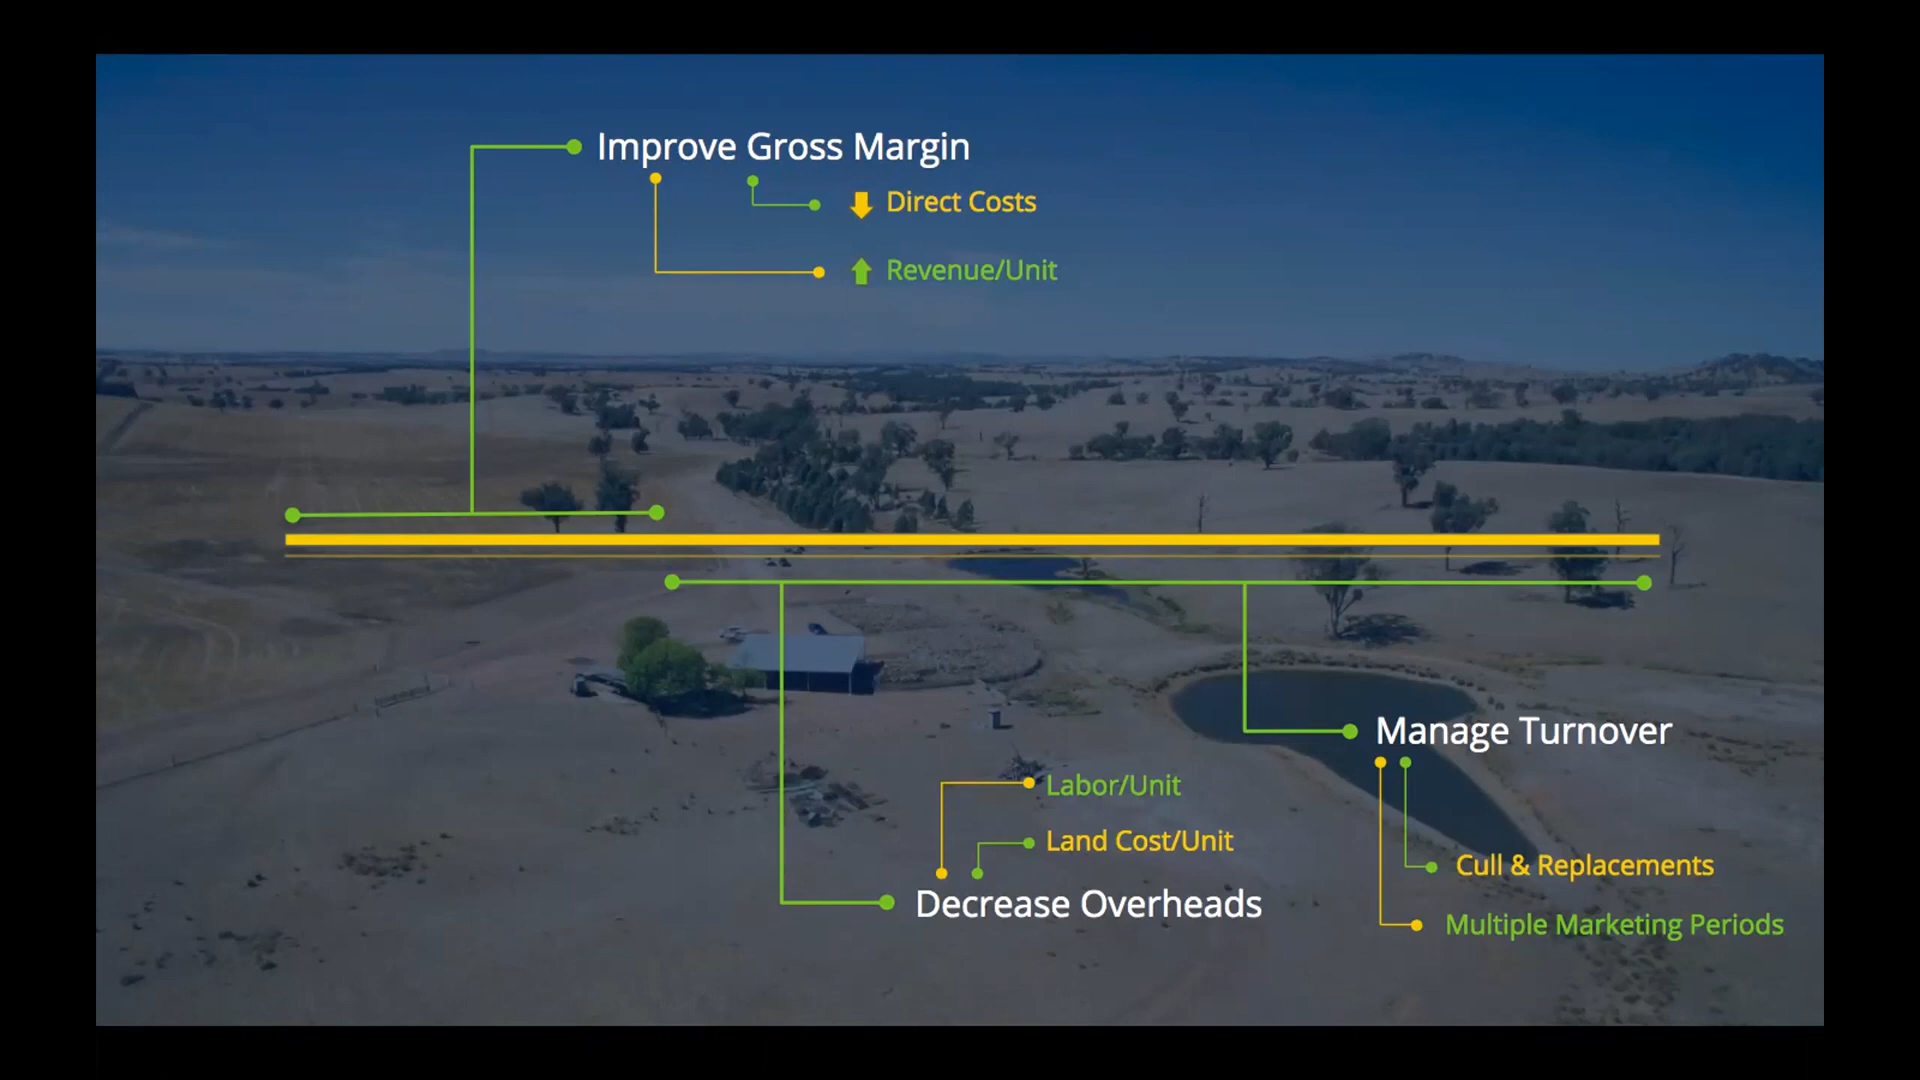 Improve Gross Margin
Direct Costs
Revenue/Unit
Manage Turnover
Labor/Unit
Land Cost/Unit
Cull & Replacements
Decrease Overheads
Multiple Marketing Periods